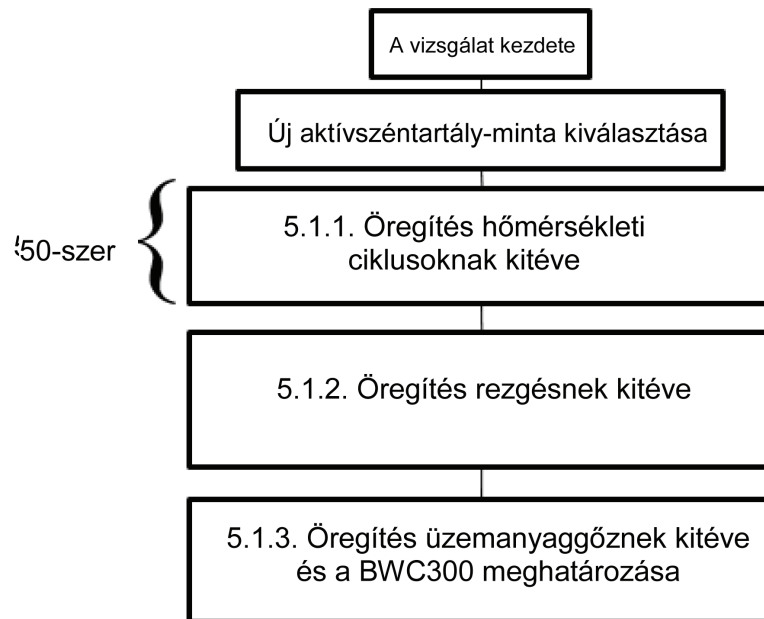 A vizsgálat kezdete
Új aktívszéntartály-minta kiválasztása
5.1.1. Öregítés hőmérsékleti
ciklusoknak kitéve
50-szer
5.1.2. Öregítés rezgésnek kitéve
5.1.3. Öregítés üzemanyaggőznek kitéve
és a BWC300 meghatározása